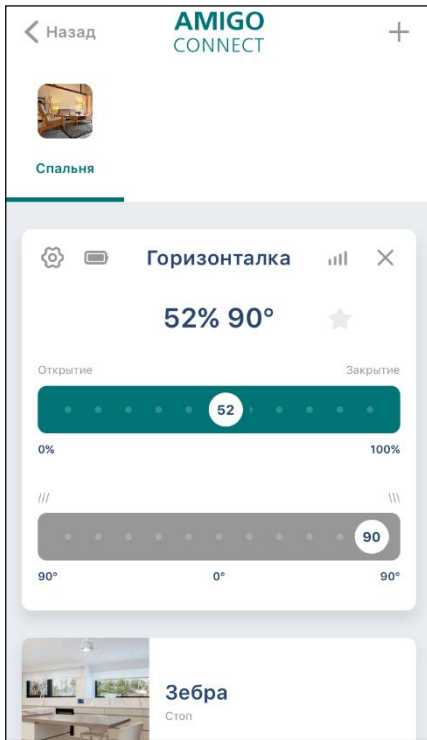 Назад
AMIGO
CONNECT
Спальня
Горизонталка
52% 90°
Открытие
Закрытие
52
0%
100%
///
\\\
90
90°
0°
90°
Зебра
Стоп